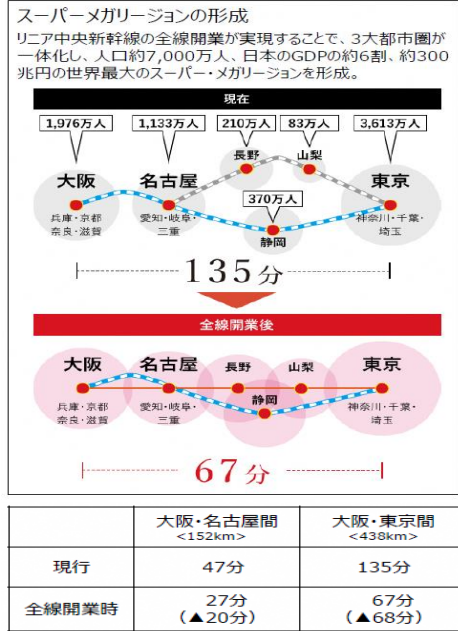 スーパーメガリージョンの形成
リニア中央新幹線の全線開業が実現することで、3大都市圏が
一体化し、人口約7,000万人、日本のGDPの約6割、約300
兆円の世界最大のスーパー・メガリージョンを形成。
現在
1,976万人 1,133万人 210万人 83万人 3,613万人
長野 山梨
大阪 名古屋 東京
370万人
兵庫・京都 愛知・岐阜・ 神奈川・千葉・
奈良・滋賀 三重 埼玉
静岡
135分
全線開業後
大阪 名古屋 長野 山梨 東京
静岡
兵庫・京都 愛知・岐阜・ 神奈川・千葉・
奈良・滋賀 三重 埼玉
67分
大阪・名古屋間 大阪・東京間
<152km> <438km>
現行 47分 135分
全線開業時 27分 67分
(▲20分) (▲68分)